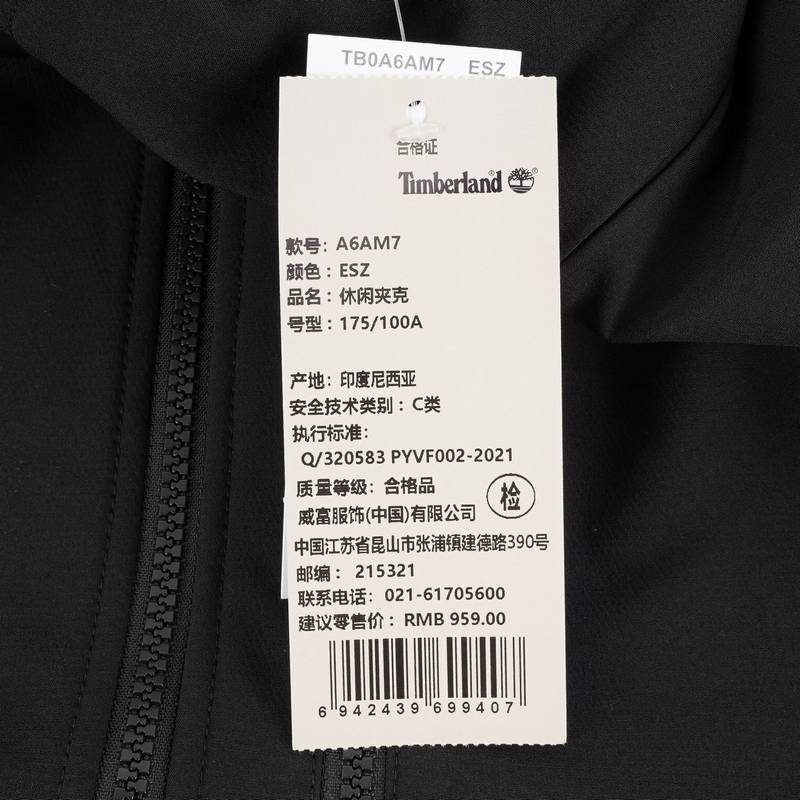 TB0A6AM7 ESZ
合格证
Timberland®
款号: A6AM7
颜色: ESZ
品名: 休闲夹克
号型: 175/100A
产地: 印度尼西亚
安全技术类别: C类
执行标准:
Q/320583 PYVF002-2021
质量等级: 合格品
检
威富服饰(中国)有限公司
中国江苏省昆山市张浦镇建德路390号
邮编: 215321
联系电话: 021-61705600
建议零售价: RMB 959.00
6 942439 699407